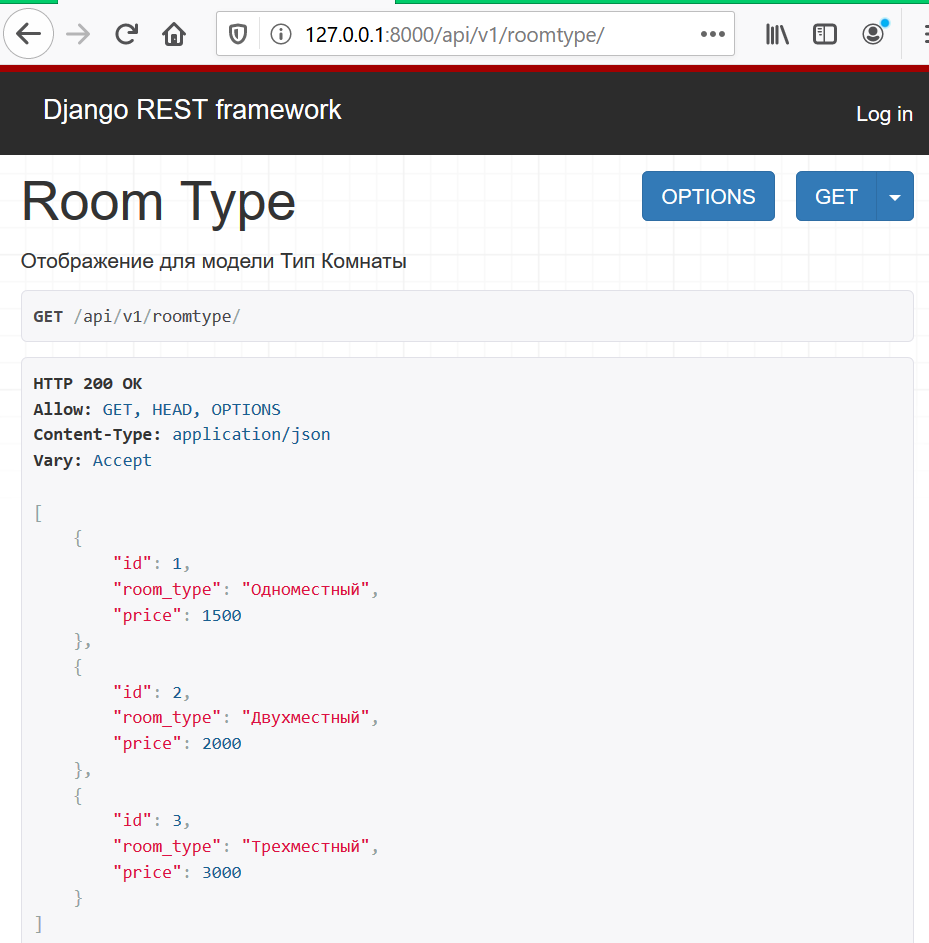 127.0.0.1:8000/api/v1/roomtype/
Django REST framework
Log in
Room Type
OPTIONS
GET
Отображение для модели Тип Комнаты
GET /api/v1/roomtype/
HTTP 200 OK
Allow: GET, HEAD, OPTIONS
Content-Type: application/json
Vary: Accept
[
    {
        "id": 1,
        "room_type": "Одноместный",
        "price": 1500
    },
    {
        "id": 2,
        "room_type": "Двухместный",
        "price": 2000
    },
    {
        "id": 3,
        "room_type": "Трехместный",
        "price": 3000
    }
]